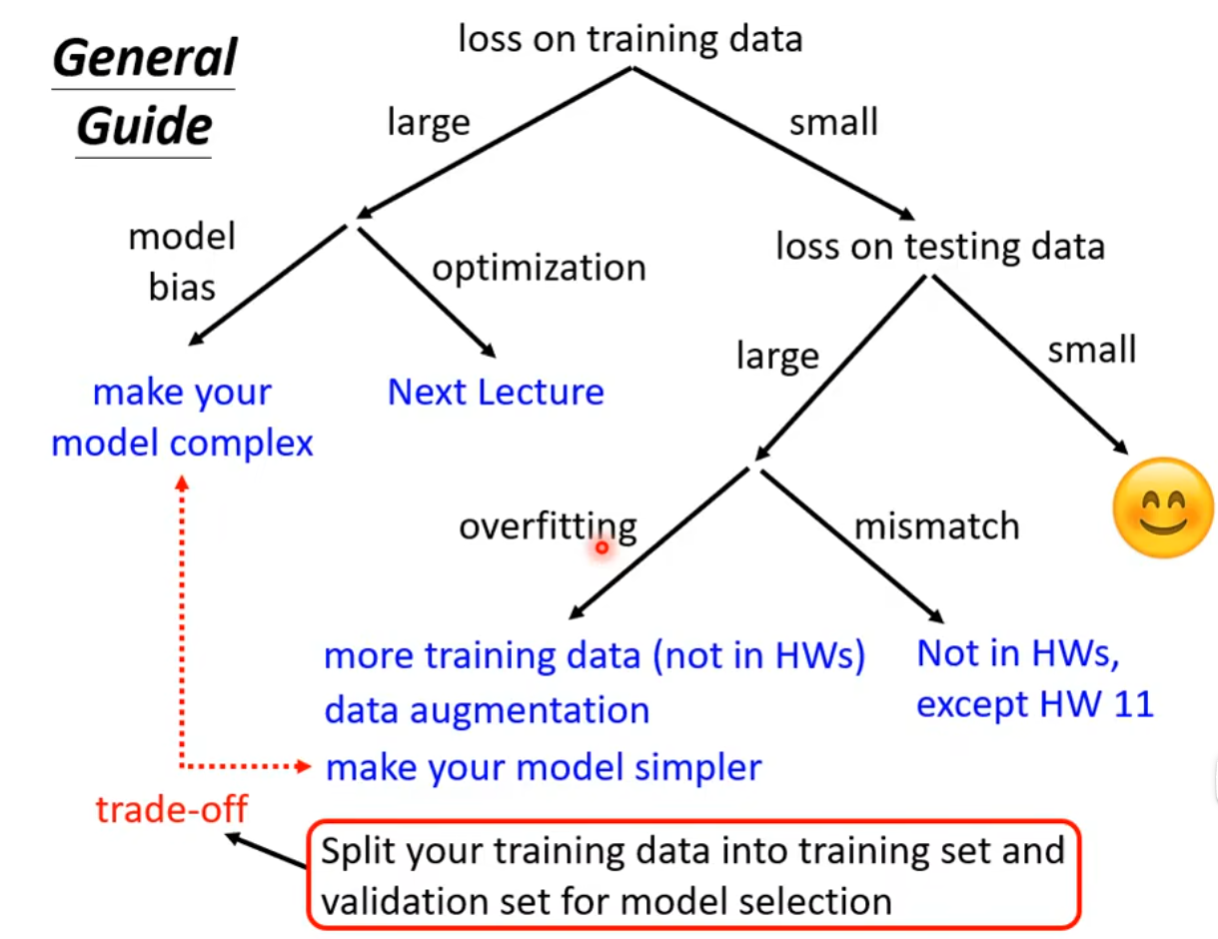 General
Guide
loss on training data
large
small
model
bias
optimization
loss on testing data
make your
model complex
Next Lecture
large
small
overfitting
mismatch
more training data (not in HWs)
data augmentation
make your model simpler
Not in HWs,
except HW 11
trade-off
Split your training data into training set and
validation set for model selection